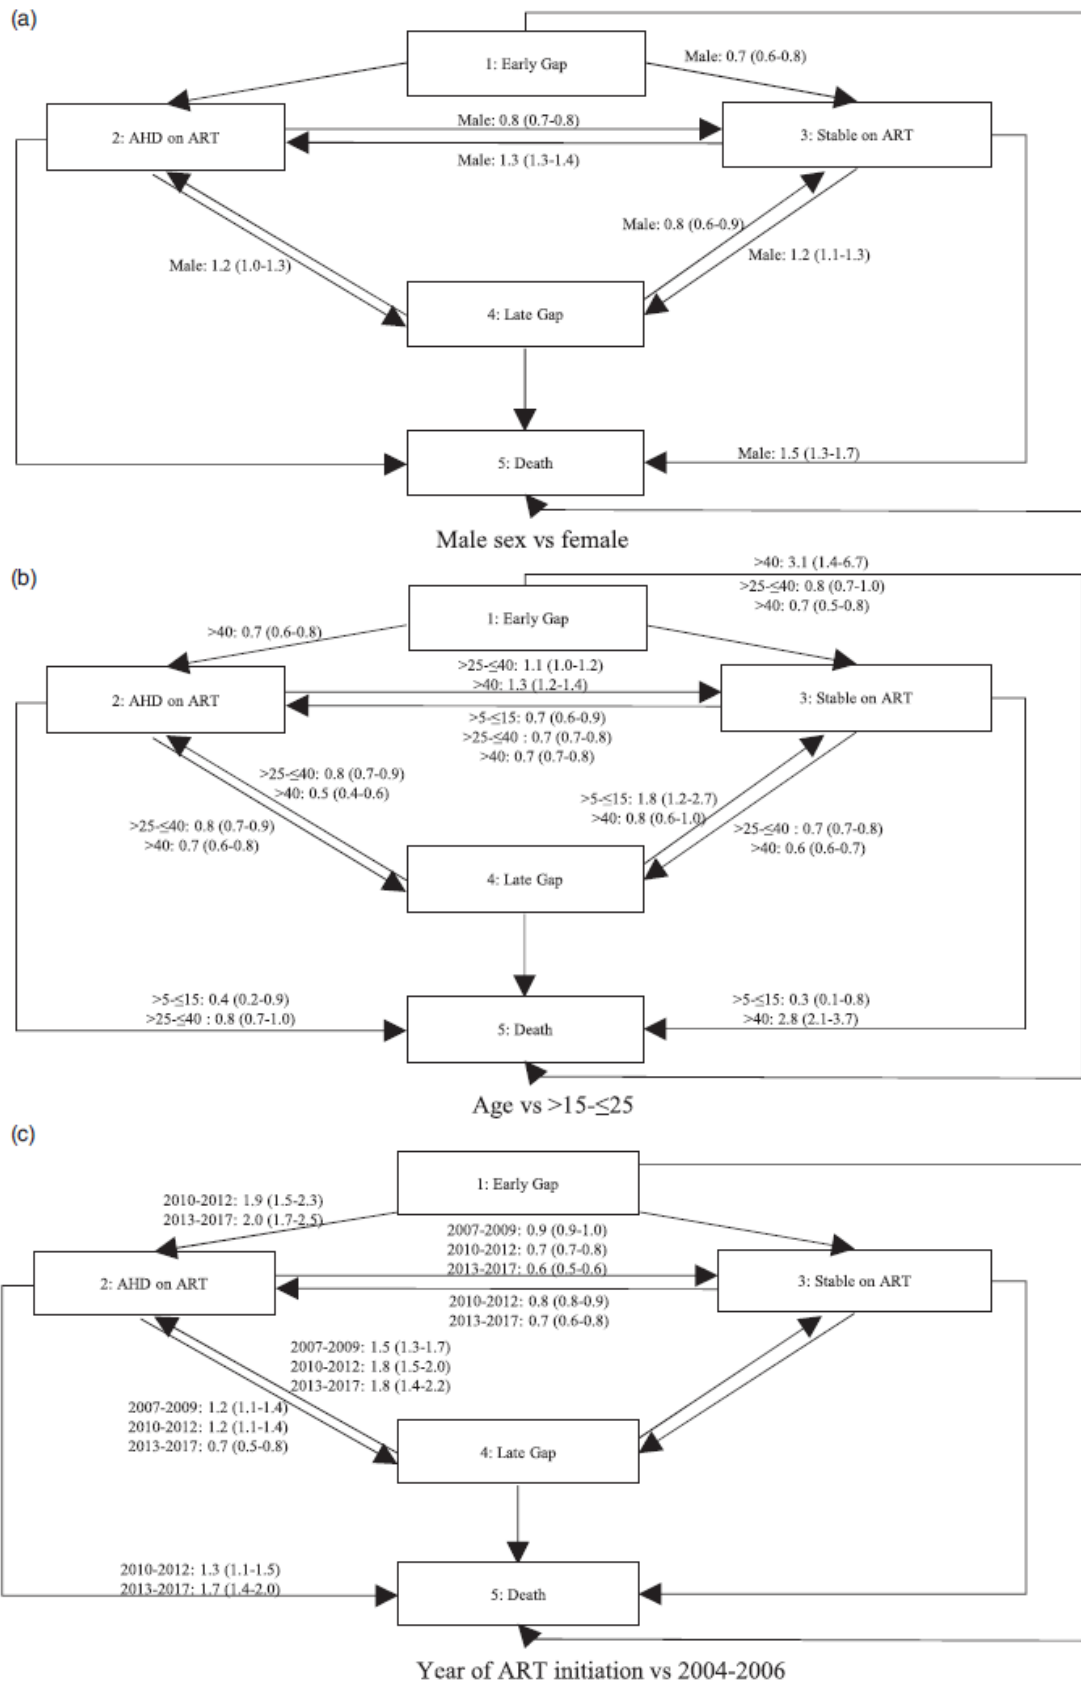 (a)
1: Early Gap
Male: 0.7 (0.6-0.8)
2: AHD on ART
Male: 0.8 (0.7-0.8)
3: Stable on ART
Male: 1.3 (1.3-1.4)
Male: 0.8 (0.6-0.9)
Male: 1.2 (1.0-1.3)
Male: 1.2 (1.1-1.3)
4: Late Gap
Male: 1.5 (1.3-1.7)
5: Death
Male sex vs female
(b)
>40: 3.1 (1.4-6.7)
>25-≤40: 0.8 (0.7-1.0)
>40: 0.7 (0.5-0.8)
1: Early Gap
>40: 0.7 (0.6-0.8)
>25-≤40: 1.1 (1.0-1.2)
>40: 1.3 (1.2-1.4)
2: AHD on ART
3: Stable on ART
>5-≤15: 0.7 (0.6-0.9)
>25-≤40 : 0.7 (0.7-0.8)
>40: 0.7 (0.7-0.8)
>25-≤40: 0.8 (0.7-0.9)
>40: 0.5 (0.4-0.6)
>5-≤15: 1.8 (1.2-2.7)
>40: 0.8 (0.6-1.0)
>25-≤40: 0.8 (0.7-0.9)
>40: 0.7 (0.6-0.8)
>25-≤40 : 0.7 (0.7-0.8)
>40: 0.6 (0.6-0.7)
4: Late Gap
>5-≤15: 0.4 (0.2-0.9)
>25-≤40 : 0.8 (0.7-1.0)
>5-≤15: 0.3 (0.1-0.8)
>40: 2.8 (2.1-3.7)
5: Death
Age vs >15-≤25
(c)
1: Early Gap
2010-2012: 1.9 (1.5-2.3)
2013-2017: 2.0 (1.7-2.5)
2007-2009: 0.9 (0.9-1.0)
2010-2012: 0.7 (0.7-0.8)
2013-2017: 0.6 (0.5-0.6)
2: AHD on ART
3: Stable on ART
2010-2012: 0.8 (0.8-0.9)
2013-2017: 0.7 (0.6-0.8)
2007-2009: 1.5 (1.3-1.7)
2010-2012: 1.8 (1.5-2.0)
2013-2017: 1.8 (1.4-2.2)
2007-2009: 1.2 (1.1-1.4)
2010-2012: 1.2 (1.1-1.4)
2013-2017: 0.7 (0.5-0.8)
4: Late Gap
2010-2012: 1.3 (1.1-1.5)
2013-2017: 1.7 (1.4-2.0)
5: Death
Year of ART initiation vs 2004-2006